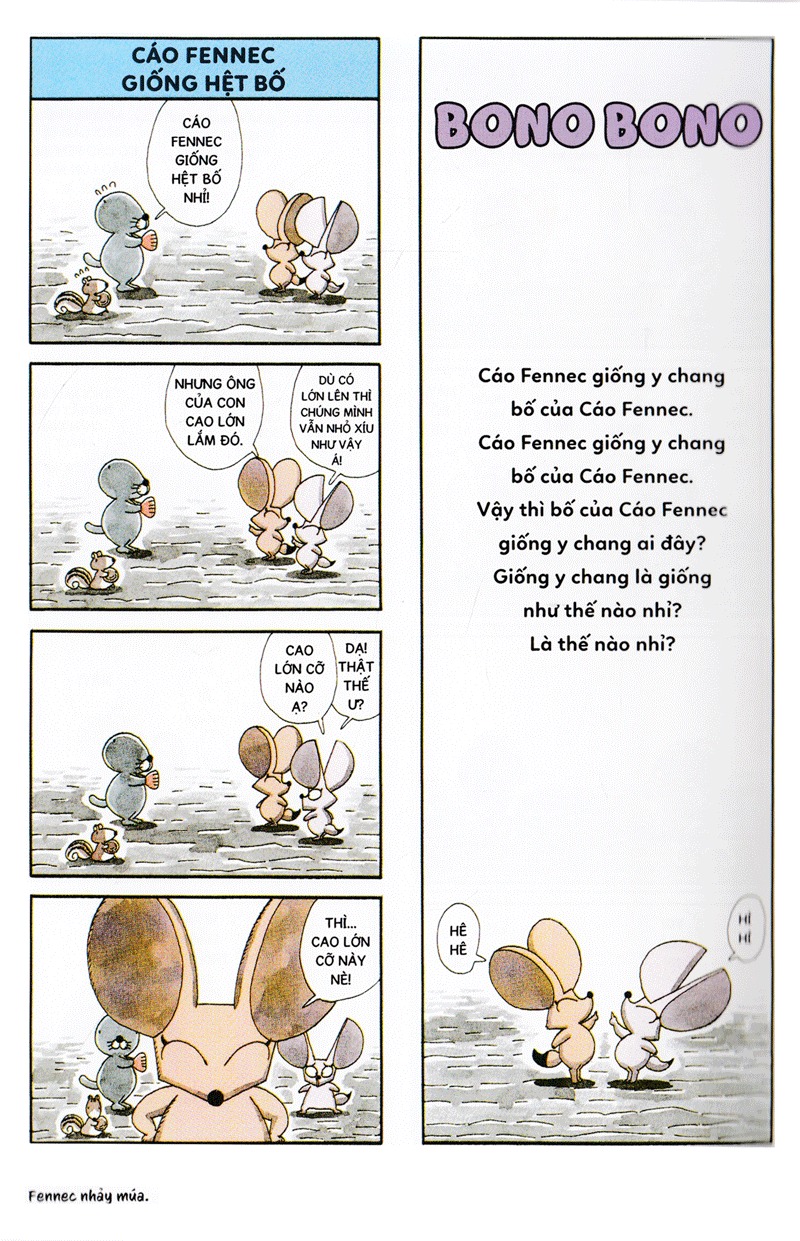 CÁO FENNEC
GIỐNG HỆT BỐ
CÁO
FENNEC
GIỐNG
HỆT BỐ
NHỈ!
NHƯNG ÔNG
CỦA CON
CAO LỚN
LẮM ĐÓ.
DÙ CÓ
LỚN LÊN THÌ
CHÚNG MÌNH
VẪN NHỎ XÍU
NHƯ VẬY
Á!
CAO
LỚN CỠ
NÀO
Ạ?
DẠ!
THẬT
THẾ
Ư?
THÌ...
CAO LỚN
CỠ NÀY
NÈ!
Fennec nhảy múa.
BONO BONO
Cáo Fennec giống y chang
bố của Cáo Fennec.
Cáo Fennec giống y chang
bố của Cáo Fennec.
Vậy thì bố của Cáo Fennec
giống y chang ai đây?
Giống y chang là giống
như thế nào nhỉ?
Là thế nào nhỉ?
HÊ
HÊ
HÍ
HÍ